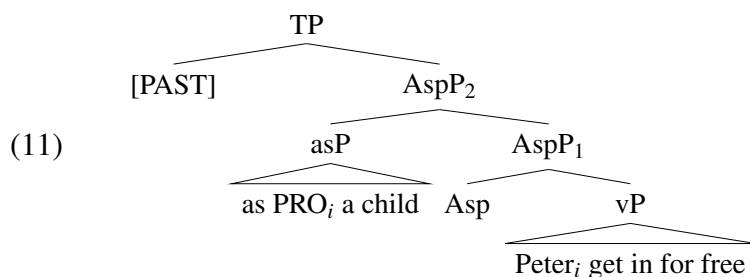 TP
[PAST] AspP₂
(11) asP AspP₁
as PROᵢ a child Asp vP
Peterᵢ get in for free